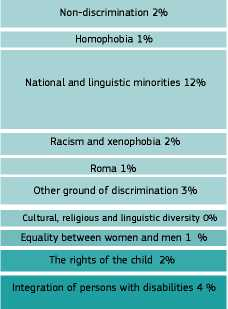 Non-discrimination 2%
Homophobia 1%
National and linguistic minorities 12%
Racism and xenophobia 2%
Roma 1%
Other ground of discrimination 3%
Cultural, religious and linguistic diversity 0%
Equality between women and men 1 %
The rights of the child 2%
Integration of persons with disabilities 4 %